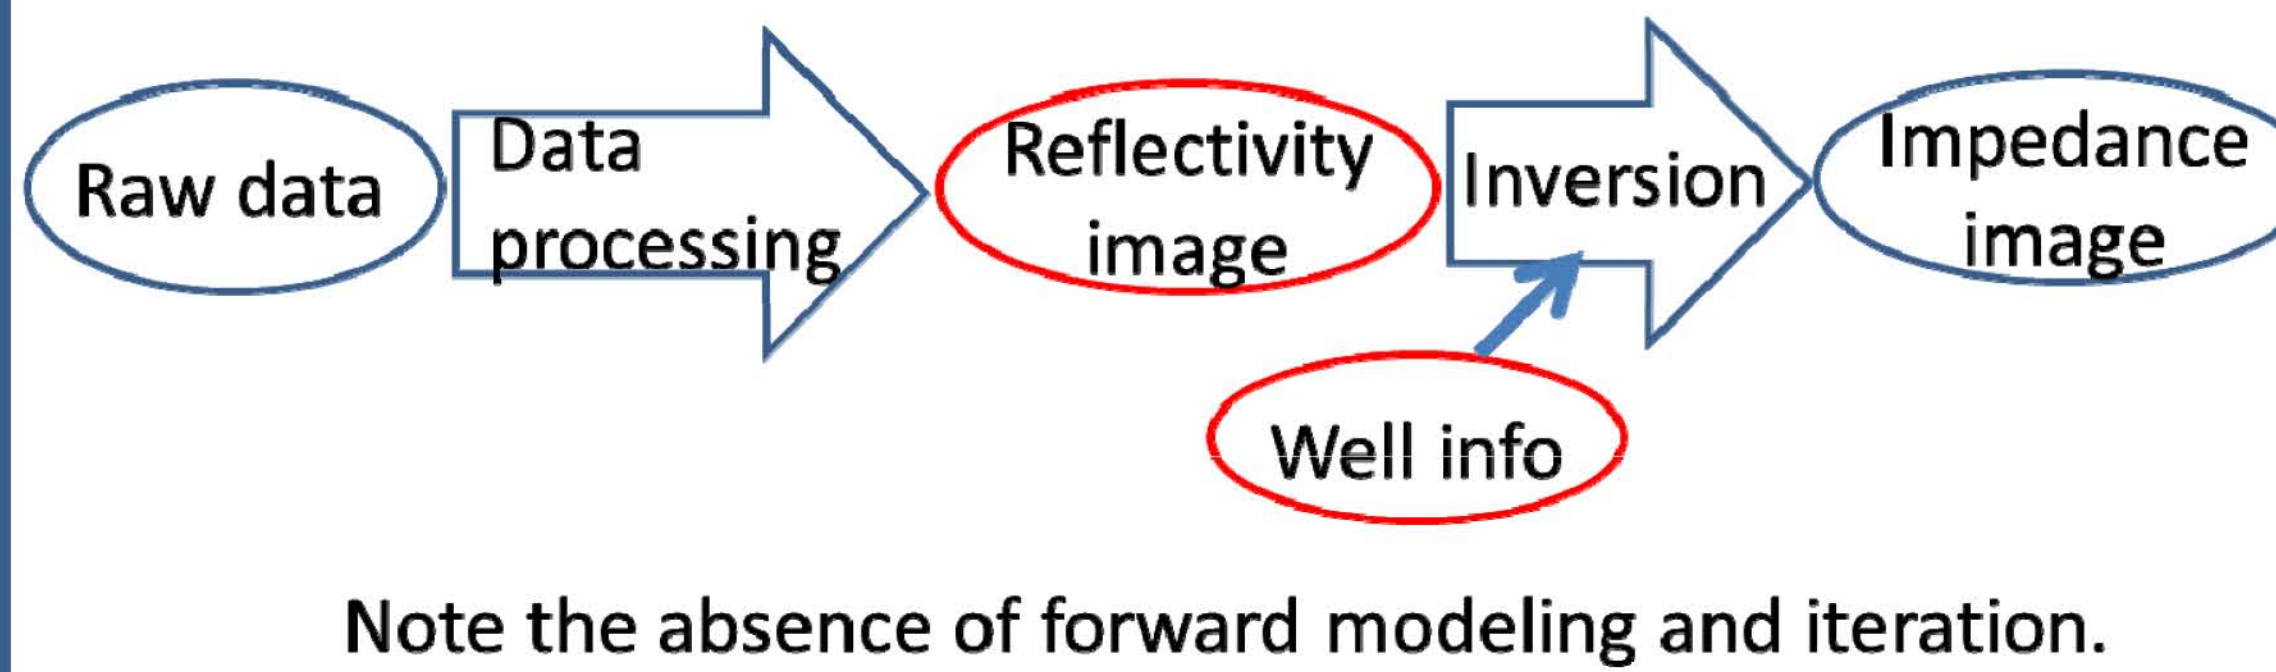 Raw data
Data
processing
Reflectivity
image
Inversion
Impedance
image
Well info
Note the absence of forward modeling and iteration.